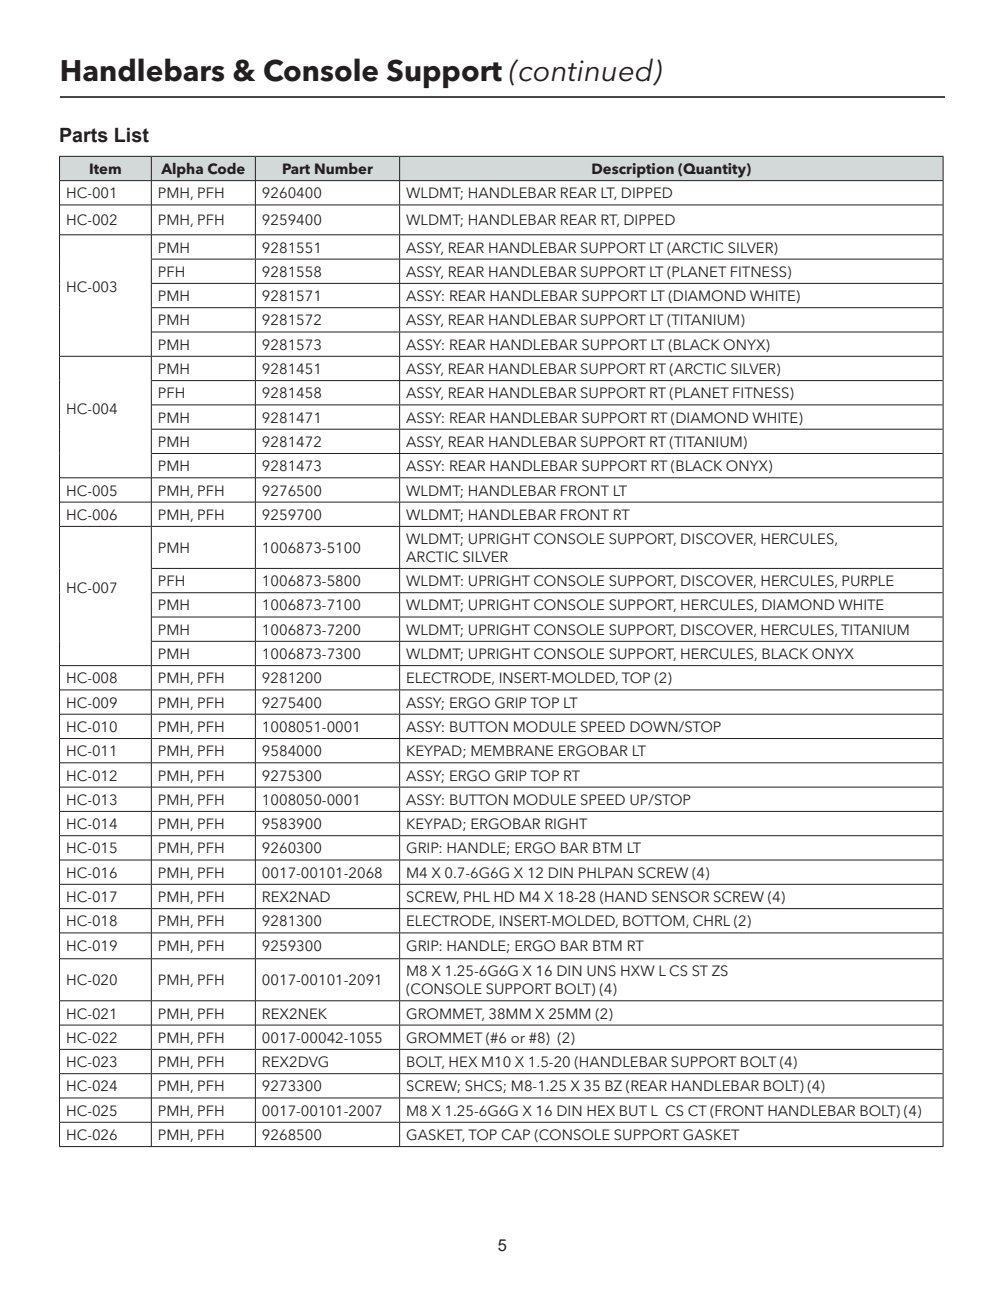 Handlebars & Console Support (continued)
Parts List
Item Alpha Code Part Number Description (Quantity)
HC-001 PMH, PFH 9260400 WLDMT; HANDLEBAR REAR LT, DIPPED
HC-002 PMH, PFH 9259400 WLDMT; HANDLEBAR REAR RT, DIPPED
HC-003
PMH 9281551 ASSY, REAR HANDLEBAR SUPPORT LT (ARCTIC SILVER)
PFH 9281558 ASSY, REAR HANDLEBAR SUPPORT LT (PLANET FITNESS)
PMH 9281571 ASSY: REAR HANDLEBAR SUPPORT LT (DIAMOND WHITE)
PMH 9281572 ASSY, REAR HANDLEBAR SUPPORT LT (TITANIUM)
PMH 9281573 ASSY: REAR HANDLEBAR SUPPORT LT (BLACK ONYX)
HC-004
PMH 9281451 ASSY, REAR HANDLEBAR SUPPORT RT (ARCTIC SILVER)
PFH 9281458 ASSY, REAR HANDLEBAR SUPPORT RT (PLANET FITNESS)
PMH 9281471 ASSY: REAR HANDLEBAR SUPPORT RT (DIAMOND WHITE)
PMH 9281472 ASSY, REAR HANDLEBAR SUPPORT RT (TITANIUM)
PMH 9281473 ASSY: REAR HANDLEBAR SUPPORT RT (BLACK ONYX)
HC-005 PMH, PFH 9276500 WLDMT; HANDLEBAR FRONT LT
HC-006 PMH, PFH 9259700 WLDMT; HANDLEBAR FRONT RT
HC-007
PMH 1006873-5100 WLDMT; UPRIGHT CONSOLE SUPPORT, DISCOVER, HERCULES,
ARCTIC SILVER
PFH 1006873-5800 WLDMT: UPRIGHT CONSOLE SUPPORT, DISCOVER, HERCULES, PURPLE
PMH 1006873-7100 WLDMT; UPRIGHT CONSOLE SUPPORT, HERCULES, DIAMOND WHITE
PMH 1006873-7200 WLDMT; UPRIGHT CONSOLE SUPPORT, DISCOVER, HERCULES, TITANIUM
PMH 1006873-7300 WLDMT; UPRIGHT CONSOLE SUPPORT, HERCULES, BLACK ONYX
HC-008 PMH, PFH 9281200 ELECTRODE, INSERT-MOLDED, TOP (2)
HC-009 PMH, PFH 9275400 ASSY; ERGO GRIP TOP LT
HC-010 PMH, PFH 1008051-0001 ASSY: BUTTON MODULE SPEED DOWN/STOP
HC-011 PMH, PFH 9584000 KEYPAD; MEMBRANE ERGOBAR LT
HC-012 PMH, PFH 9275300 ASSY; ERGO GRIP TOP RT
HC-013 PMH, PFH 1008050-0001 ASSY: BUTTON MODULE SPEED UP/STOP
HC-014 PMH, PFH 9583900 KEYPAD; ERGOBAR RIGHT
HC-015 PMH, PFH 9260300 GRIP: HANDLE; ERGO BAR BTM LT
HC-016 PMH, PFH 0017-00101-2068 M4 X 0.7-6G6G X 12 DIN PHLPAN SCREW (4)
HC-017 PMH, PFH REX2NAD SCREW, PHL HD M4 X 18-28 (HAND SENSOR SCREW (4)
HC-018 PMH, PFH 9281300 ELECTRODE, INSERT-MOLDED, BOTTOM, CHRL (2)
HC-019 PMH, PFH 9259300 GRIP: HANDLE; ERGO BAR BTM RT
HC-020 PMH, PFH 0017-00101-2091 M8 X 1.25-6G6G X 16 DIN UNS HXW L CS ST ZS
(CONSOLE SUPPORT BOLT) (4)
HC-021 PMH, PFH REX2NEK GROMMET, 38MM X 25MM (2)
HC-022 PMH, PFH 0017-00042-1055 GROMMET (#6 or #8) (2)
HC-023 PMH, PFH REX2DVG BOLT, HEX M10 X 1.5-20 (HANDLEBAR SUPPORT BOLT (4)
HC-024 PMH, PFH 9273300 SCREW; SHCS; M8-1.25 X 35 BZ (REAR HANDLEBAR BOLT) (4)
HC-025 PMH, PFH 0017-00101-2007 M8 X 1.25-6G6G X 16 DIN HEX BUT L CS CT (FRONT HANDLEBAR BOLT) (4)
HC-026 PMH, PFH 9268500 GASKET, TOP CAP (CONSOLE SUPPORT GASKET
5